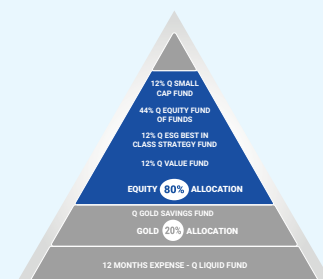 12% Q SMALL
CAP FUND
44% Q EQUITY FUND
OF FUNDS
12% Q ESG BEST IN
CLASS STRATEGY FUND
12% Q VALUE FUND
EQUITY 80% ALLOCATION
Q GOLD SAVINGS FUND
GOLD 20% ALLOCATION
12 MONTHS EXPENSE - Q LIQUID FUND